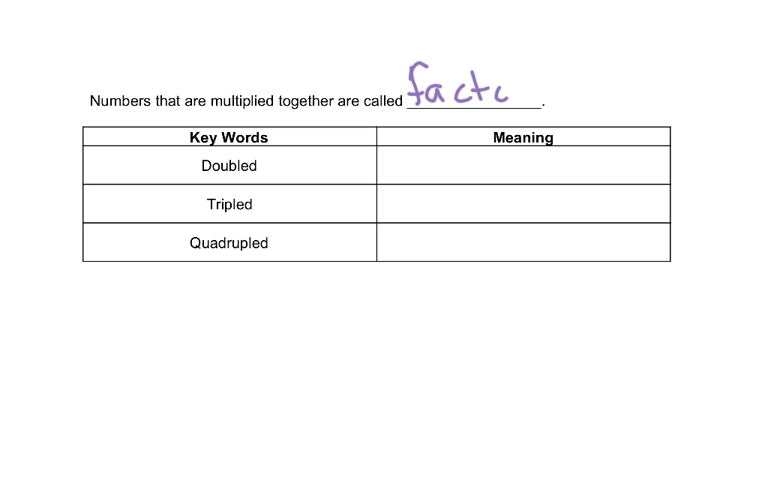 Numbers that are multiplied together are called factc.
Key Words Meaning
Doubled
Tripled
Quadrupled